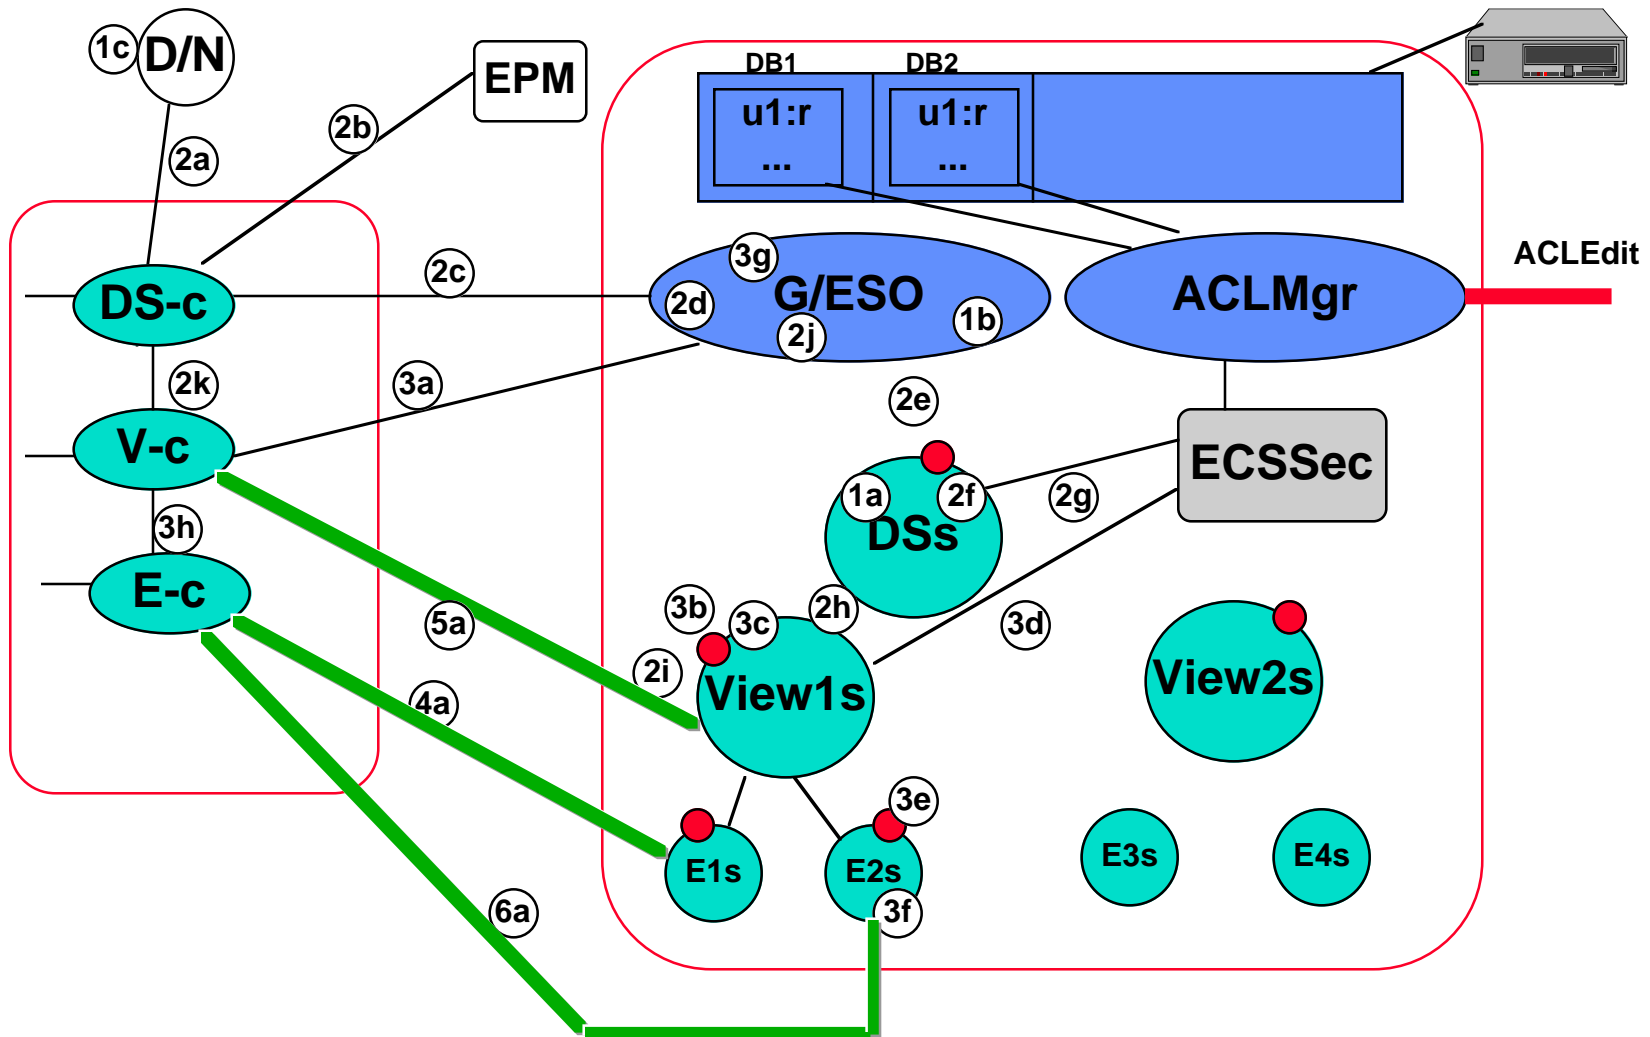 1c
D/N
EPM
DB1
DB2
u1:r
...
u1:r
...
2b
2a
ACLEdit
3g
2c
DS-c
2d
G/ESO
1b
2j
ACLMgr
2k
3a
2e
V-c
ECSSec
1a
2f
2g
DSs
3h
E-c
5a
3b
3c
2h
3d
2i
View1s
View2s
4a
3e
E1s
E2s
E3s
E4s
6a
3f